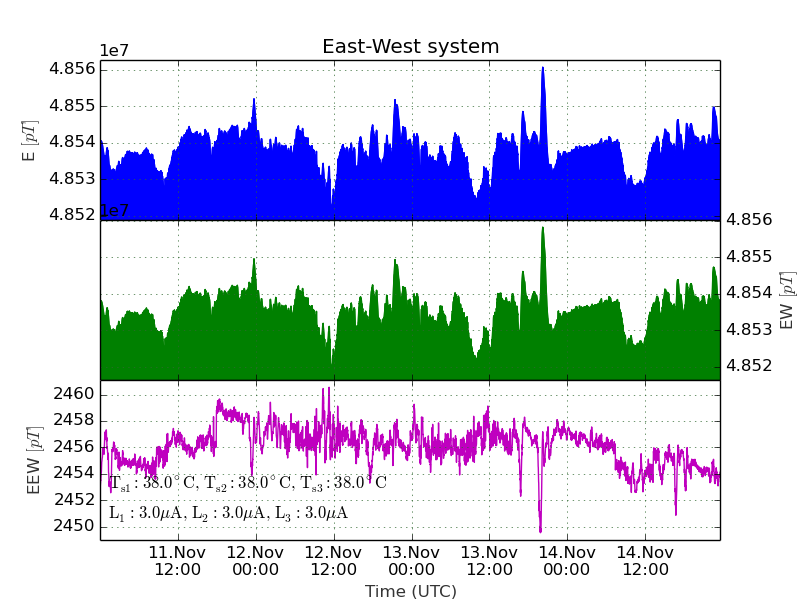 East-West system
1e7
4.856
4.855
4.854
4.853
4.852
E [pT]
1e7
4.856
4.855
4.854
4.853
4.852
EW [pT]
2460
2458
2456
2454
2452
2450
EEW [pT]
Ts1 : 38.0°C, Ts2 : 38.0°C, Ts3 : 38.0°C
L1 : 3.0μA, L2 : 3.0μA, L3 : 3.0μA
11.Nov 12.Nov 12.Nov 13.Nov 13.Nov 14.Nov 14.Nov
12:00 00:00 12:00 00:00 12:00 00:00 12:00
Time (UTC)